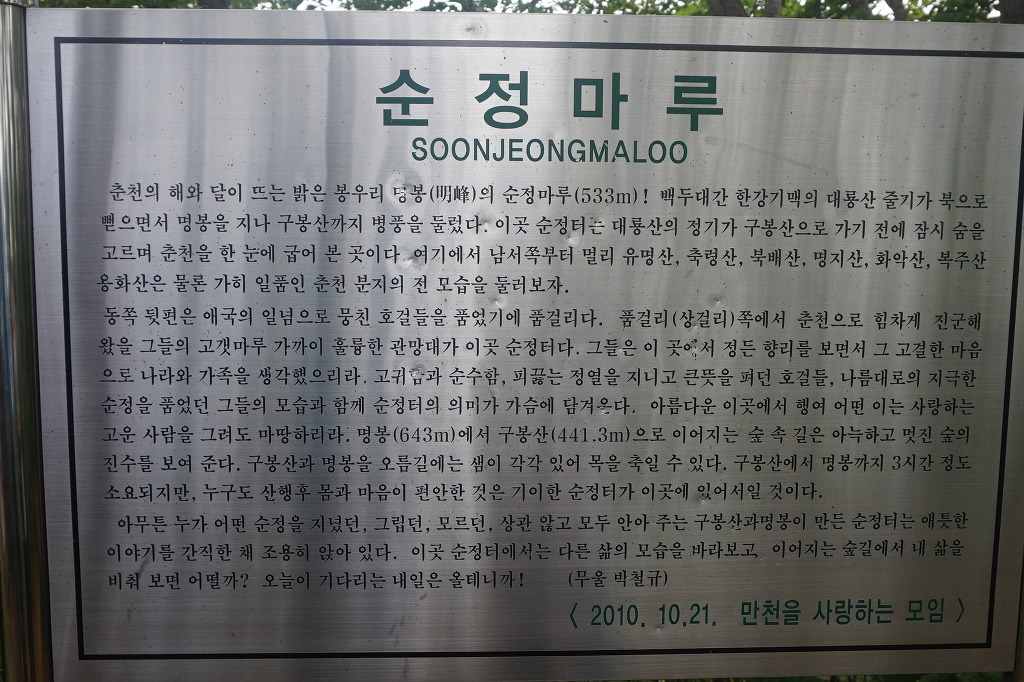 순정마루
SOONJEONGMALOO
춘천의 해와 달이 뜨는 밝은 봉우리 명봉(明峰)의 순정마루(533m)! 백두대간 한강기맥의 대룡산 줄기가 북으로
뻗으면서 명봉을 지나 구봉산까지 병풍을 둘렀다. 이곳 순정터는 대룡산의 정기가 구봉산으로 가기 전에 잠시 숨을
고르며 춘천을 한 눈에 굽어 본 곳이다. 여기에서 남서쪽부터 멀리 유명산, 축령산, 북배산, 명지산, 화악산, 복주산
용화산은 물론 가히 일품인 춘천 분지의 전 모습을 둘러보자.
동쪽 뒷편은 애국의 일념으로 뭉친 호걸들을 품었기에 품걸리다. 품걸리(상걸리)쪽에서 춘천으로 힘차게 진군해
왔을 그들의 고갯마루 가까이 훌륭한 관망대가 이곳 순정터다. 그들은 이 곳에서 정든 향리를 보면서 그 고결한 마음
으로 나라와 가족을 생각했으리라. 고귀함과 순수함, 피끓는 정열을 지니고 큰뜻을 펴던 호걸들, 나름대로의 지극한
순정을 품었던 그들의 모습과 함께 순정터의 의미가 가슴에 담겨온다. 아름다운 이곳에서 행여 어떤 이는 사랑하는
고운 사람을 그려도 마땅하리라. 명봉(643m)에서 구봉산(441.3m)으로 이어지는 숲 속 길은 아늑하고 멋진 숲의
진수를 보여 준다. 구봉산과 명봉을 오름길에는 샘이 각각 있어 목을 축일 수 있다. 구봉산에서 명봉까지 3시간 정도
소요되지만, 누구도 산행후 몸과 마음이 편안한 것은 기이한 순정터가 이곳에 있어서일 것이다.
아무튼 누가 어떤 순정을 지녔던, 그립던, 모르던, 상관 않고 모두 안아 주는 구봉산과명봉이 만든 순정터는 애틋한
이야기를 간직한 채 조용히 앉아 있다. 이곳 순정터에서는 다른 삶의 모습을 바라보고, 이어지는 숲길에서 내 삶을
비춰 보면 어떨까? 오늘이 기다리는 내일은 올테니까! (무울 박철규)
< 2010. 10.21. 만천을 사랑하는 모임 >